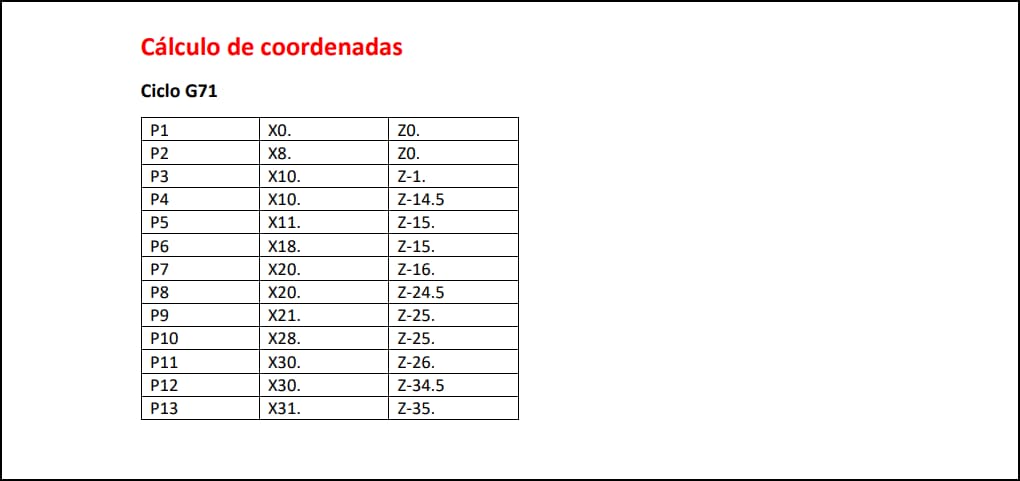 Cálculo de coordenadas
Ciclo G71
P1 X0. Z0.
P2 X8. Z0.
P3 X10. Z-1.
P4 X10. Z-14.5
P5 X11. Z-15.
P6 X18. Z-15.
P7 X20. Z-16.
P8 X20. Z-24.5
P9 X21. Z-25.
P10 X28. Z-25.
P11 X30. Z-26.
P12 X30. Z-34.5
P13 X31. Z-35.